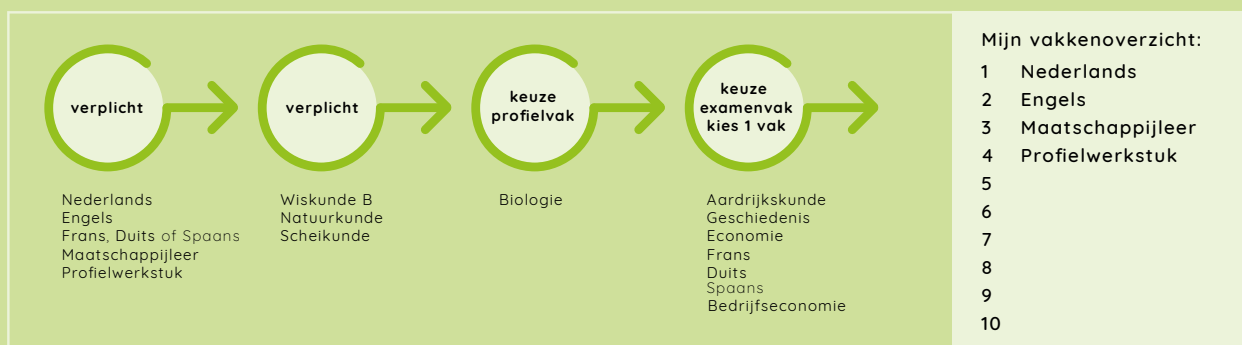 verplicht
Nederlands
Engels
Frans, Duits of Spaans
Maatschappijleer
Profielwerkstuk
verplicht
Wiskunde B
Natuurkunde
Scheikunde
keuze
profielvak
Biologie
keuze
examenvak
kies 1 vak
Aardrijkskunde
Geschiedenis
Economie
Frans
Duits
Spaans
Bedrijfseconomie
Mijn vakkenoverzicht:
1 Nederlands
2 Engels
3 Maatschappijleer
4 Profielwerkstuk
5
6
7
8
9
10